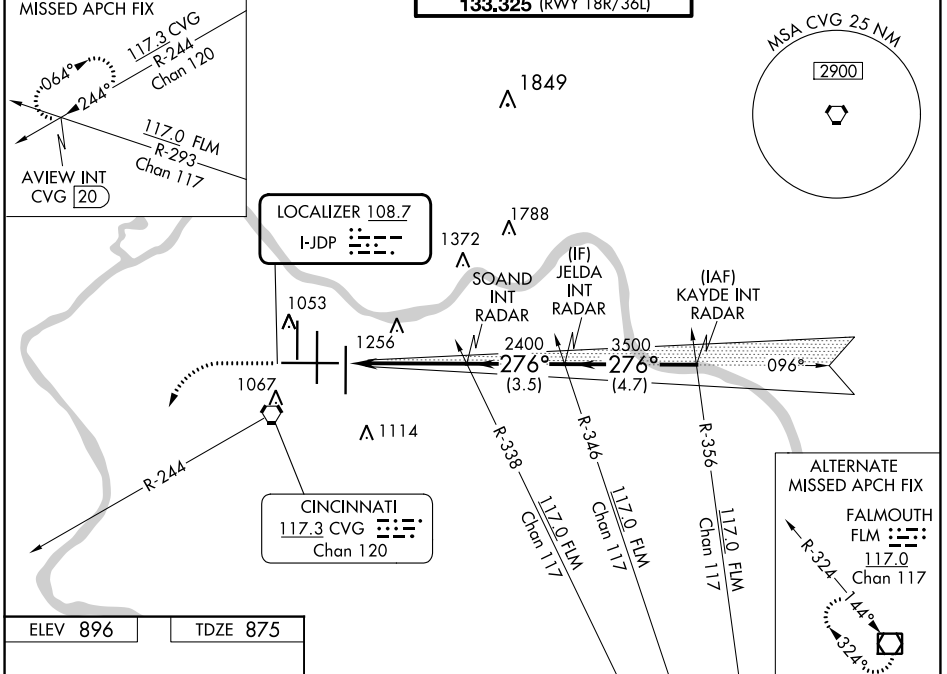 MISSED APCH FIX
117.3 CVG
R-244
Chan 120
064°
244°
117.0 FLM
R-293
Chan 117
AVIEW INT
CVG 20
133.325 (RWY 18R/36L)
MSA CVG 25 NM
2900
1849
LOCALIZER 108.7
I-JDP
1788
1372
1053
1256
1067
1114
SOAND
INT
RADAR
(IF)
JELDA
INT
RADAR
(IAF)
KAYDE INT
RADAR
2400
276°
(3.5)
3500
276°
(4.7)
096°
R-244
CINCINNATI
117.3 CVG
Chan 120
R-338
117.0 FLM
Chan 117
R-346
117.0 FLM
Chan 117
R-356
117.0 FLM
Chan 117
ALTERNATE
MISSED APCH FIX
FALMOUTH
FLM
117.0
Chan 117
R-324
144°
324°
ELEV 896
TDZE 875